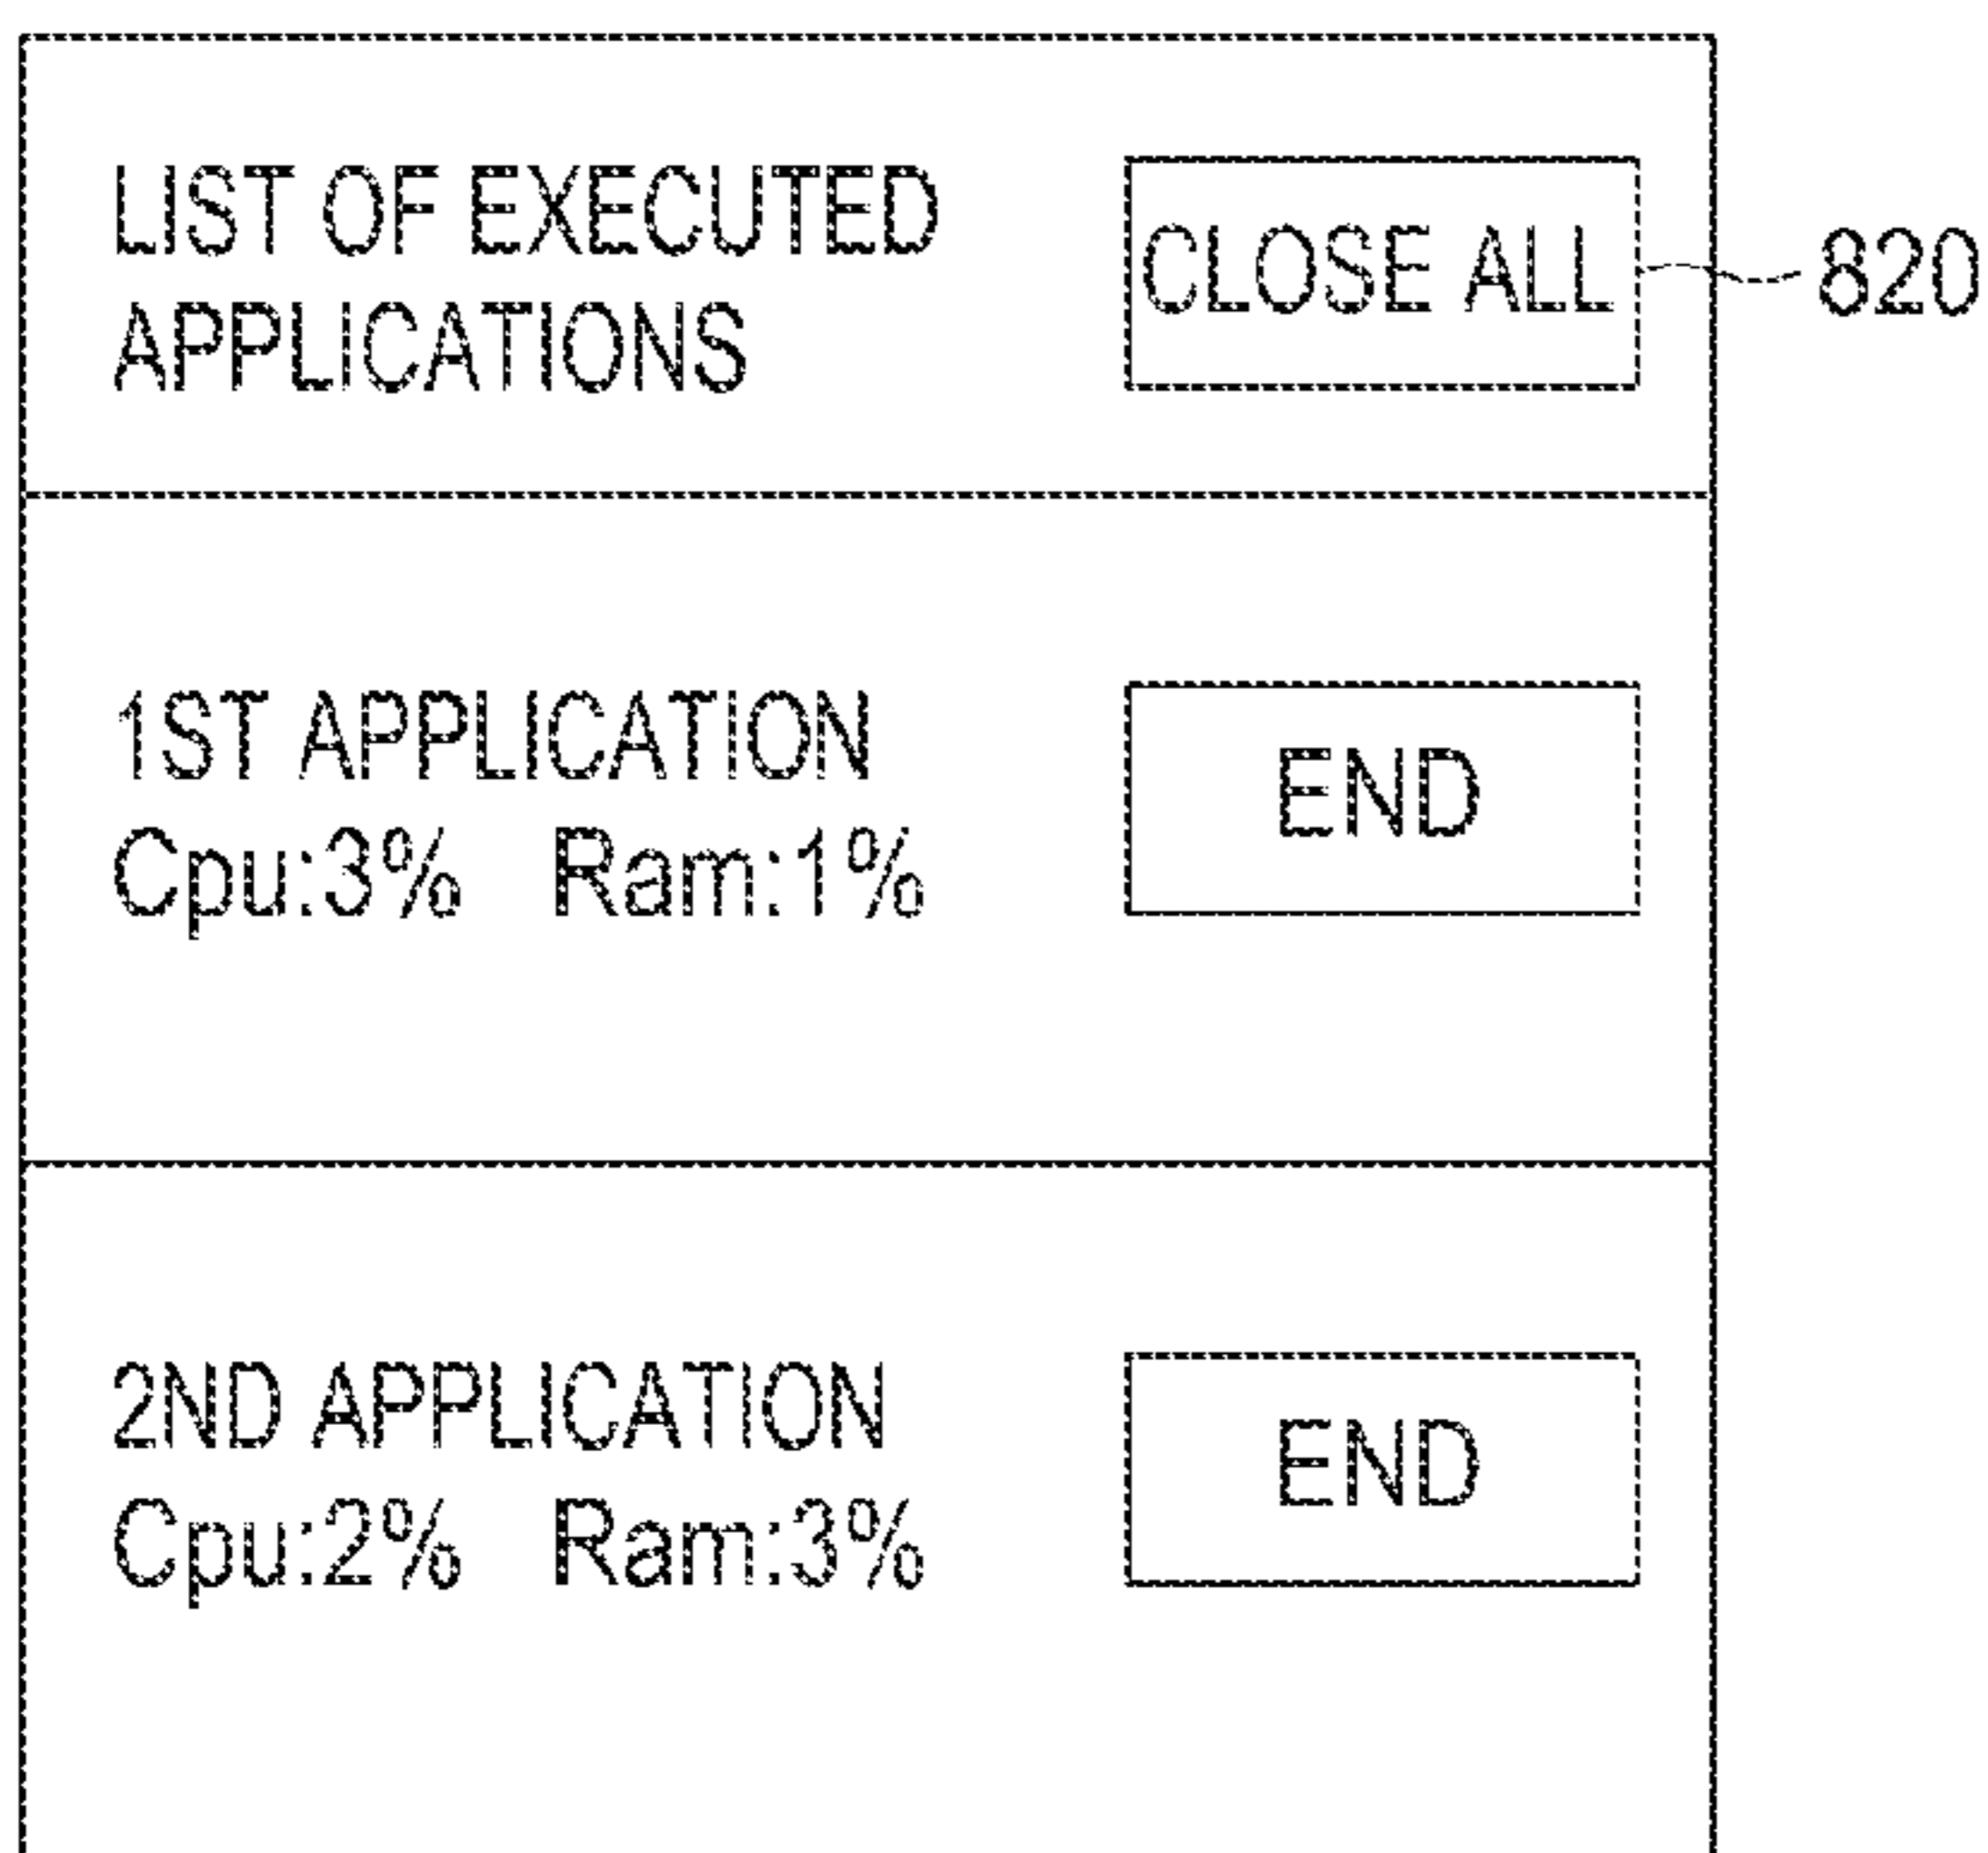 LIST OF EXECUTED
APPLICATIONS
CLOSE ALL
820
1ST APPLICATION
Cpu:3% Ram:1%
END
2ND APPLICATION
Cpu:2% Ram:3%
END